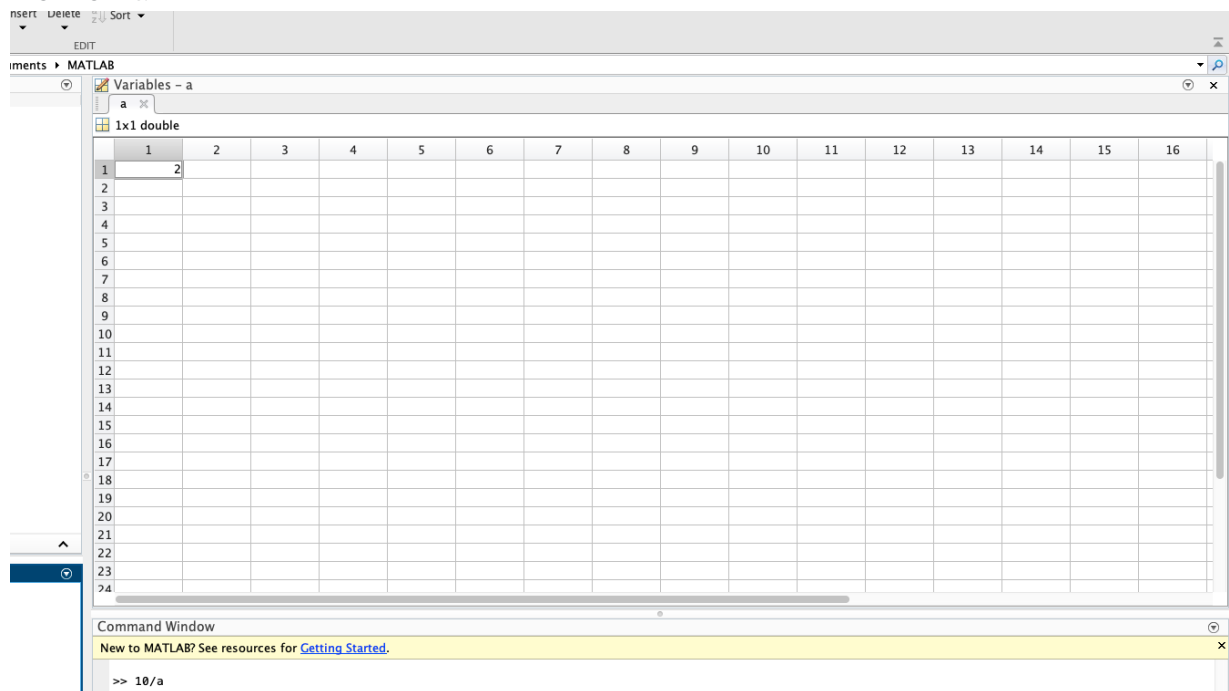 Delete
Sort
EDIT
MATLAB
Variables – a
a
1x1 double
1 2 3 4 5 6 7 8 9 10 11 12 13 14 15 16
1 2
2
3
4
5
6
7
8
9
10
11
12
13
14
15
16
17
18
19
20
21
22
23
24
Command Window
New to MATLAB? See resources for Getting Started.
>> 10/a